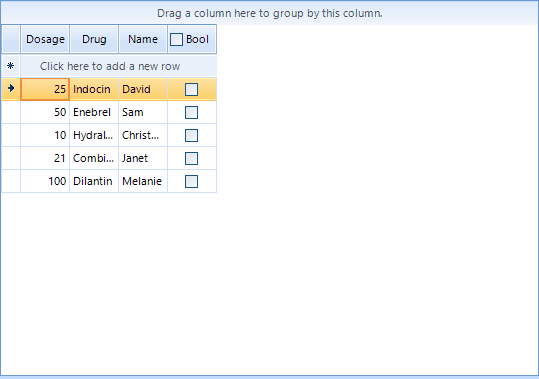 Drag a column here to group by this column.
Dosage Drug Name Bool
Click here to add a new row
25 Indocin David
50 Enebrel Sam
10 Hydral... Christ...
21 Combi... Janet
100 Dilantin Melanie